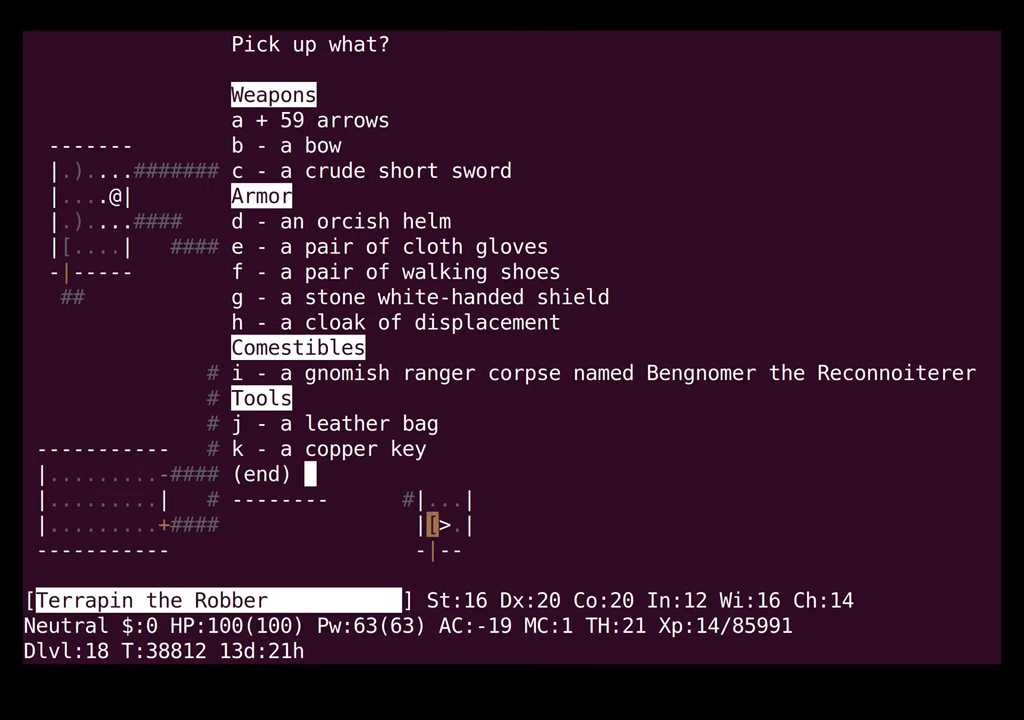 Pick up what?
Weapons
a + 59 arrows
b - a bow
-------
|.)....####### c - a crude short sword
|....@| Armor
|.)....#### d - an orcish helm
|[....| #### e - a pair of cloth gloves
-|----- f - a pair of walking shoes
## g - a stone white-handed shield
h - a cloak of displacement
Comestibles
# i - a gnomish ranger corpse named Bengnomer the Reconnoiterer
# Tools
# j - a leather bag
----------- # k - a copper key
|.........-#### (end)
|.........| # -------- #|...|
|.........+#### |[>.|
----------- -|--
[Terrapin the Robber ] St:16 Dx:20 Co:20 In:12 Wi:16 Ch:14
Neutral $:0 HP:100(100) Pw:63(63) AC:-19 MC:1 TH:21 Xp:14/85991
Dlvl:18 T:38812 13d:21h